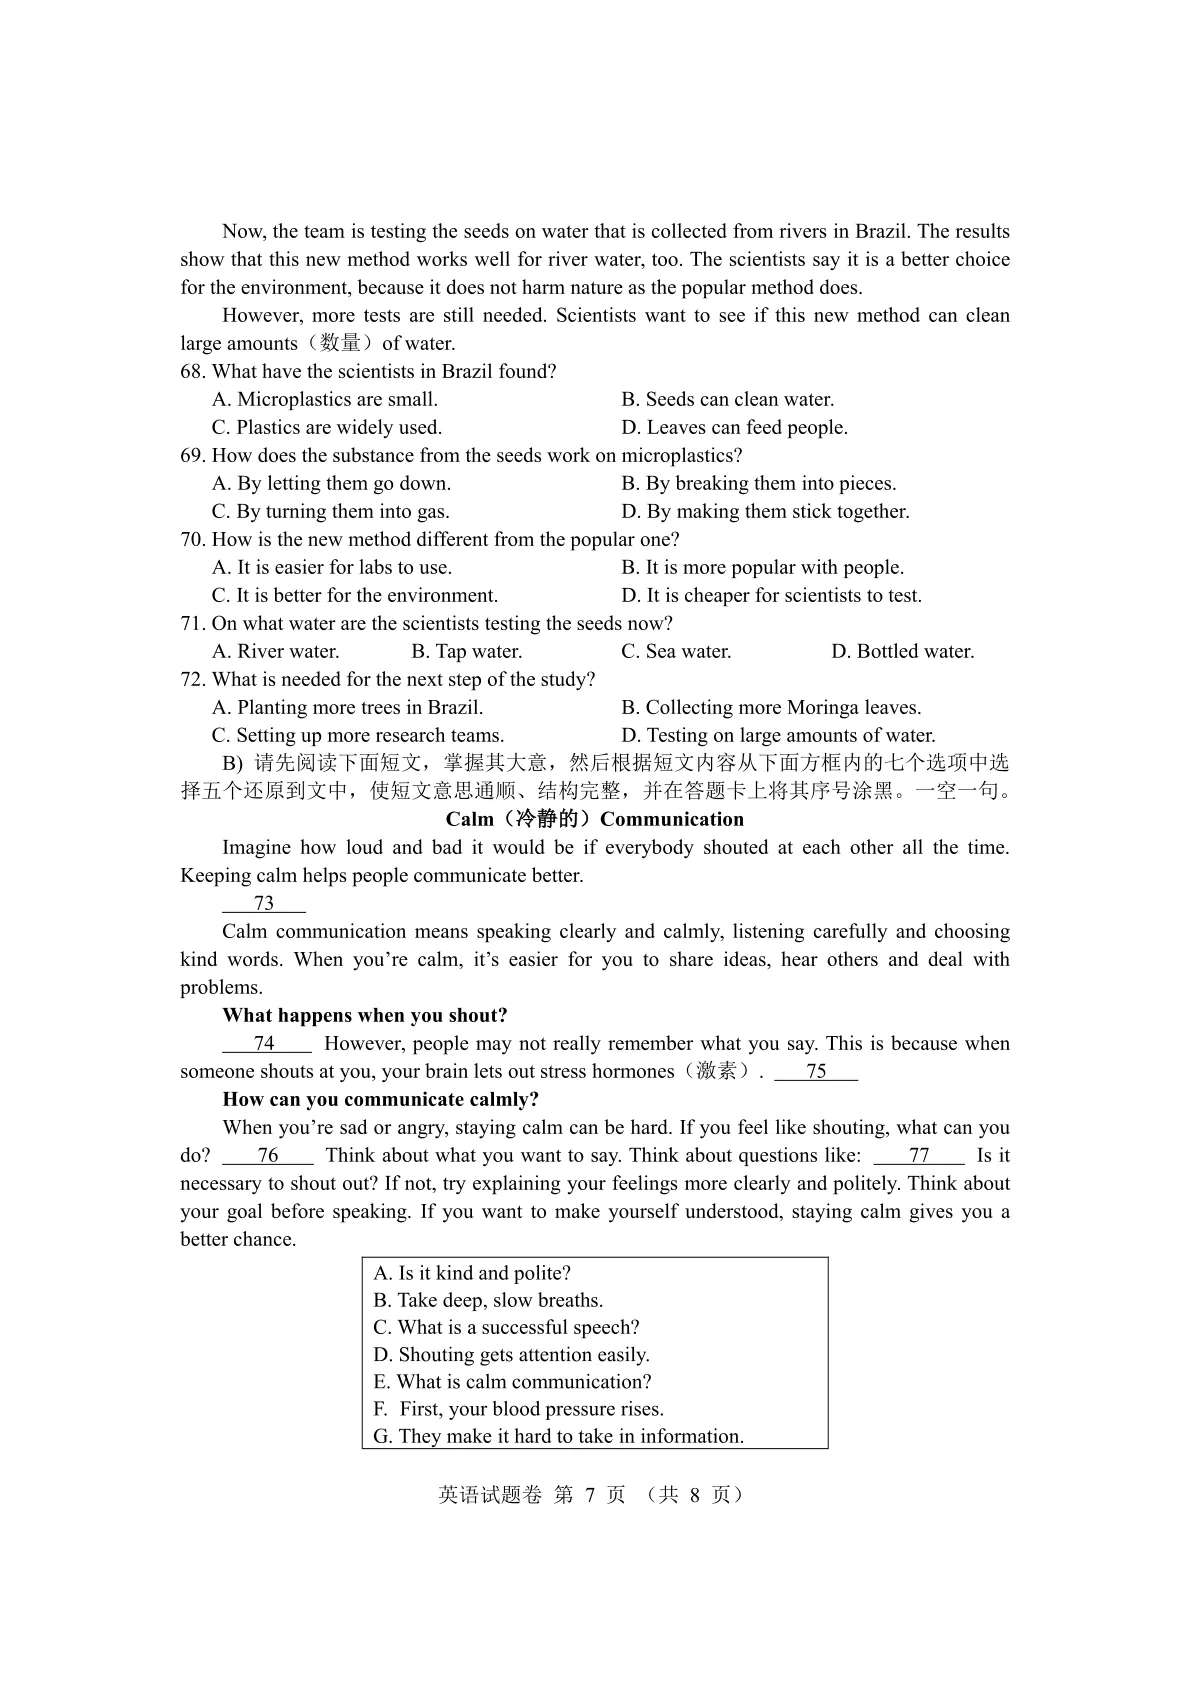 Now, the team is testing the seeds on water that is collected from rivers in Brazil. The results
show that this new method works well for river water, too. The scientists say it is a better choice
for the environment, because it does not harm nature as the popular method does.
However, more tests are still needed. Scientists want to see if this new method can clean
large amounts（数量）of water.
68. What have the scientists in Brazil found?
A. Microplastics are small. B. Seeds can clean water.
C. Plastics are widely used. D. Leaves can feed people.
69. How does the substance from the seeds work on microplastics?
A. By letting them go down. B. By breaking them into pieces.
C. By turning them into gas. D. By making them stick together.
70. How is the new method different from the popular one?
A. It is easier for labs to use. B. It is more popular with people.
C. It is better for the environment. D. It is cheaper for scientists to test.
71. On what water are the scientists testing the seeds now?
A. River water. B. Tap water. C. Sea water. D. Bottled water.
72. What is needed for the next step of the study?
A. Planting more trees in Brazil. B. Collecting more Moringa leaves.
C. Setting up more research teams. D. Testing on large amounts of water.
B) 请先阅读下面短文，掌握其大意，然后根据短文内容从下面方框内的七个选项中选
择五个还原到文中，使短文意思通顺、结构完整，并在答题卡上将其序号涂黑。一空一句。
Calm（冷静的）Communication
Imagine how loud and bad it would be if everybody shouted at each other all the time.
Keeping calm helps people communicate better.
73
Calm communication means speaking clearly and calmly, listening carefully and choosing
kind words. When you’re calm, it’s easier for you to share ideas, hear others and deal with
problems.
What happens when you shout?
74 However, people may not really remember what you say. This is because when
someone shouts at you, your brain lets out stress hormones（激素）. 75
How can you communicate calmly?
When you’re sad or angry, staying calm can be hard. If you feel like shouting, what can you
do? 76 Think about what you want to say. Think about questions like: 77 Is it
necessary to shout out? If not, try explaining your feelings more clearly and politely. Think about
your goal before speaking. If you want to make yourself understood, staying calm gives you a
better chance.
A. Is it kind and polite?
B. Take deep, slow breaths.
C. What is a successful speech?
D. Shouting gets attention easily.
E. What is calm communication?
F. First, your blood pressure rises.
G. They make it hard to take in information.
英语试题卷 第 7 页 （共 8 页）